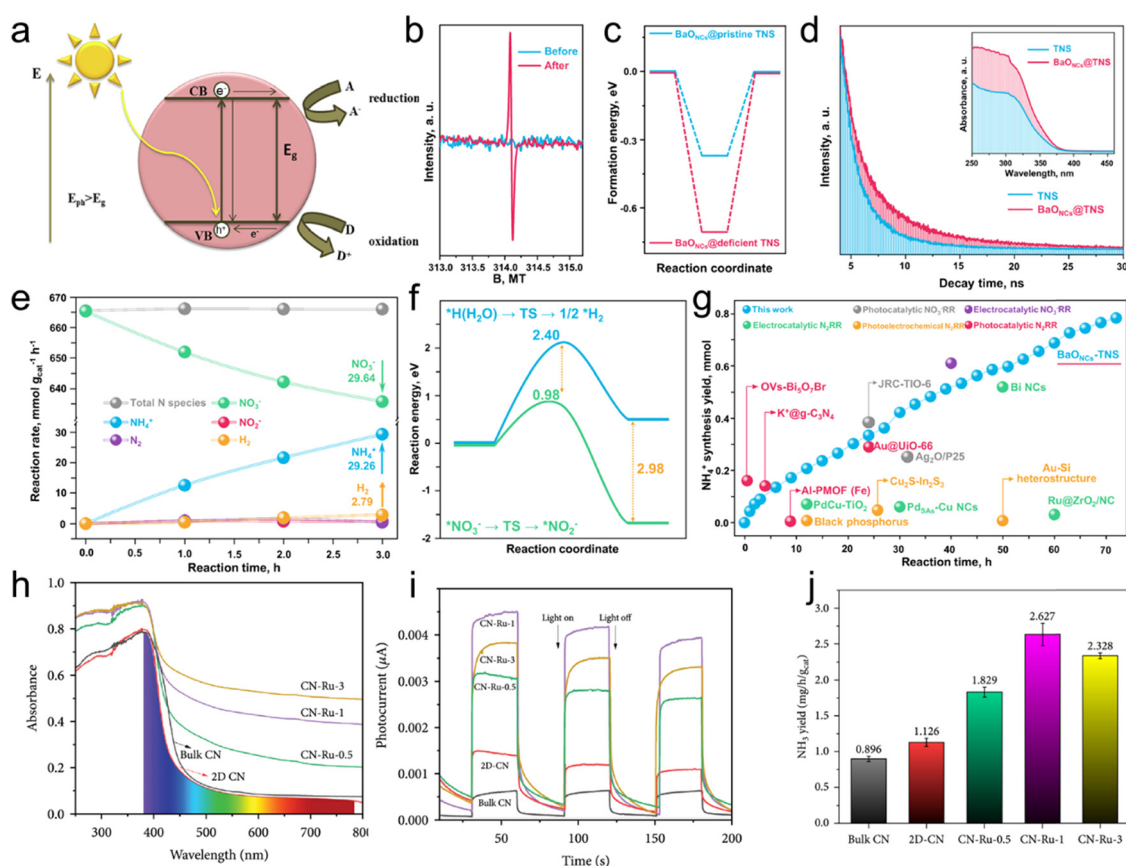 a
E
CB
e-
A
reduction
A-
Eg
Eph>Eg
VB
h+
e-
D
oxidation
D+
b
Before
After
Intensity, a. u.
313.0 313.5 314.0 314.5 315.0
B, MT
c
BaONCs@pristine TNS
Formation energy, eV
0.0
-0.3
-0.6
BaONCs@deficient TNS
Reaction coordinate
d
Intensity, a. u.
Absorbance, a. u.
TNS
BaONCs@TNS
250 300 350 400 450
Wavelength, nm
TNS
BaONCs@TNS
5 10 15 20 25 30
Decay time, ns
e
Reaction rate, mmol gcat-1 h-1
670
660
650
640
30
20
10
0
NO3-
29.64
Total N species
NO3-
NH4+
NO2-
N2
H2
NH4+
29.26
H2
2.79
0.0 0.5 1.0 1.5 2.0 2.5 3.0
Reaction time, h
f
*H(H2O) → TS → 1/2 *H2
2.40
0.98
2.98
*NO3- → TS → *NO2-
Reaction energy, eV
2
1
0
-1
-2
Reaction coordinate
g
This work
Photocatalytic NO3-RR
Electrocatalytic NO3-RR
Electrocatalytic N2RR
Photoelectrochemical N2RR
Photocatalytic N2RR
NH4+ synthesis yield, mmol
0.8
0.6
0.4
0.2
0.0
BaONCs-TNS
OVs-Bi5O7Br
JRC-TIO-6
Bi NCs
K+@g-C3N4
Au@UiO-66
Ag2O/P25
Au-Si
heterostructure
Al-PMOF (Fe)
Cu2S-In2S3
PdCu-TiO2
PdSAs-Cu NCs
Ru@ZrO2/NC
Black phosphorus
0 10 20 30 40 50 60 70
Reaction time, h
h
Absorbance
1.0
0.8
0.6
0.4
0.2
0.0
CN-Ru-3
CN-Ru-1
Bulk CN
CN-Ru-0.5
2D CN
300 400 500 600 700 800
Wavelength (nm)
i
Photocurrent (μA)
0.004
0.003
0.002
0.001
0.000
CN-Ru-1
Light on
Light off
CN-Ru-3
CN-Ru-0.5
2D-CN
Bulk CN
50 100 150 200
Time (s)
j
NH3 yield (mg/h/gcat)
3.0
2.5
2.0
1.5
1.0
0.5
0.0
0.896
1.126
1.829
2.627
2.328
Bulk CN 2D-CN CN-Ru-0.5 CN-Ru-1 CN-Ru-3